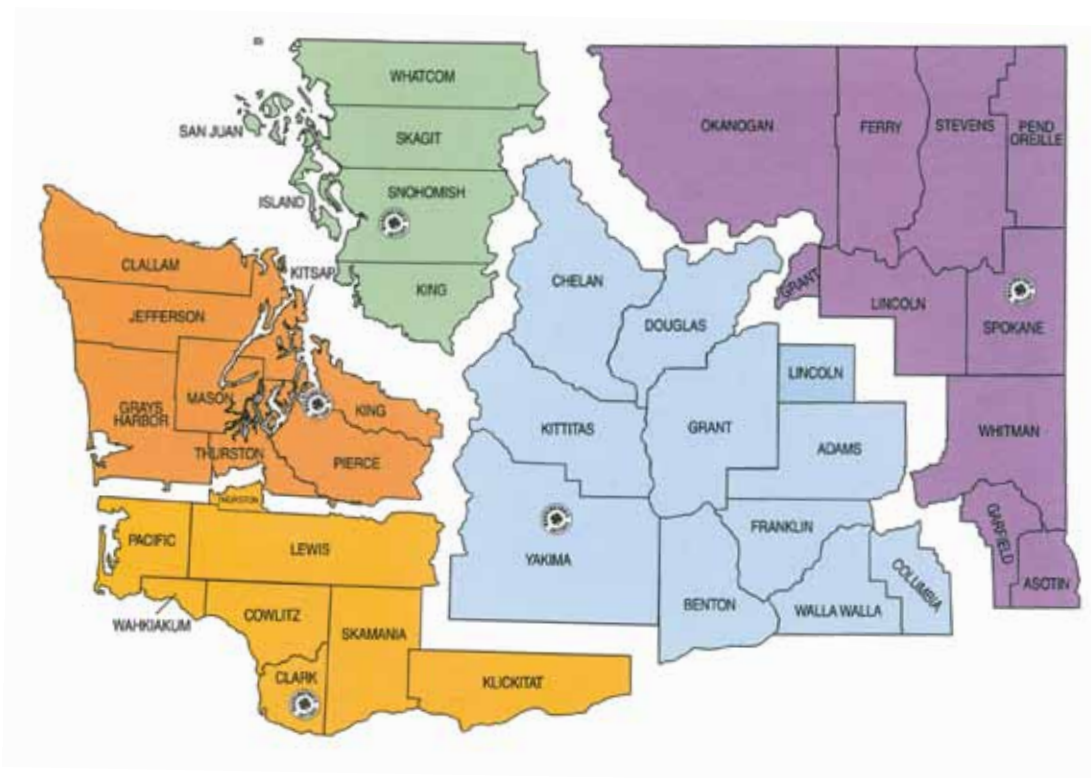 WHATCOM
SAN JUAN
SKAGIT
ISLAND
SNOHOMISH
KING
CLALLAM
KITSAP
JEFFERSON
GRAYS
HARBOR
MASON
KING
THURSTON
PIERCE
THURSTON
PACIFIC
LEWIS
WAHKIAKUM
COWLITZ
SKAMANIA
CLARK
KLICKITAT
CHELAN
DOUGLAS
LINCOLN
KITTITAS
GRANT
ADAMS
YAKIMA
FRANKLIN
BENTON
WALLA WALLA
COLUMBIA
OKANOGAN
FERRY
STEVENS
PEND
OREILLE
GRANT
LINCOLN
SPOKANE
WHITMAN
GARFIELD
ASOTIN